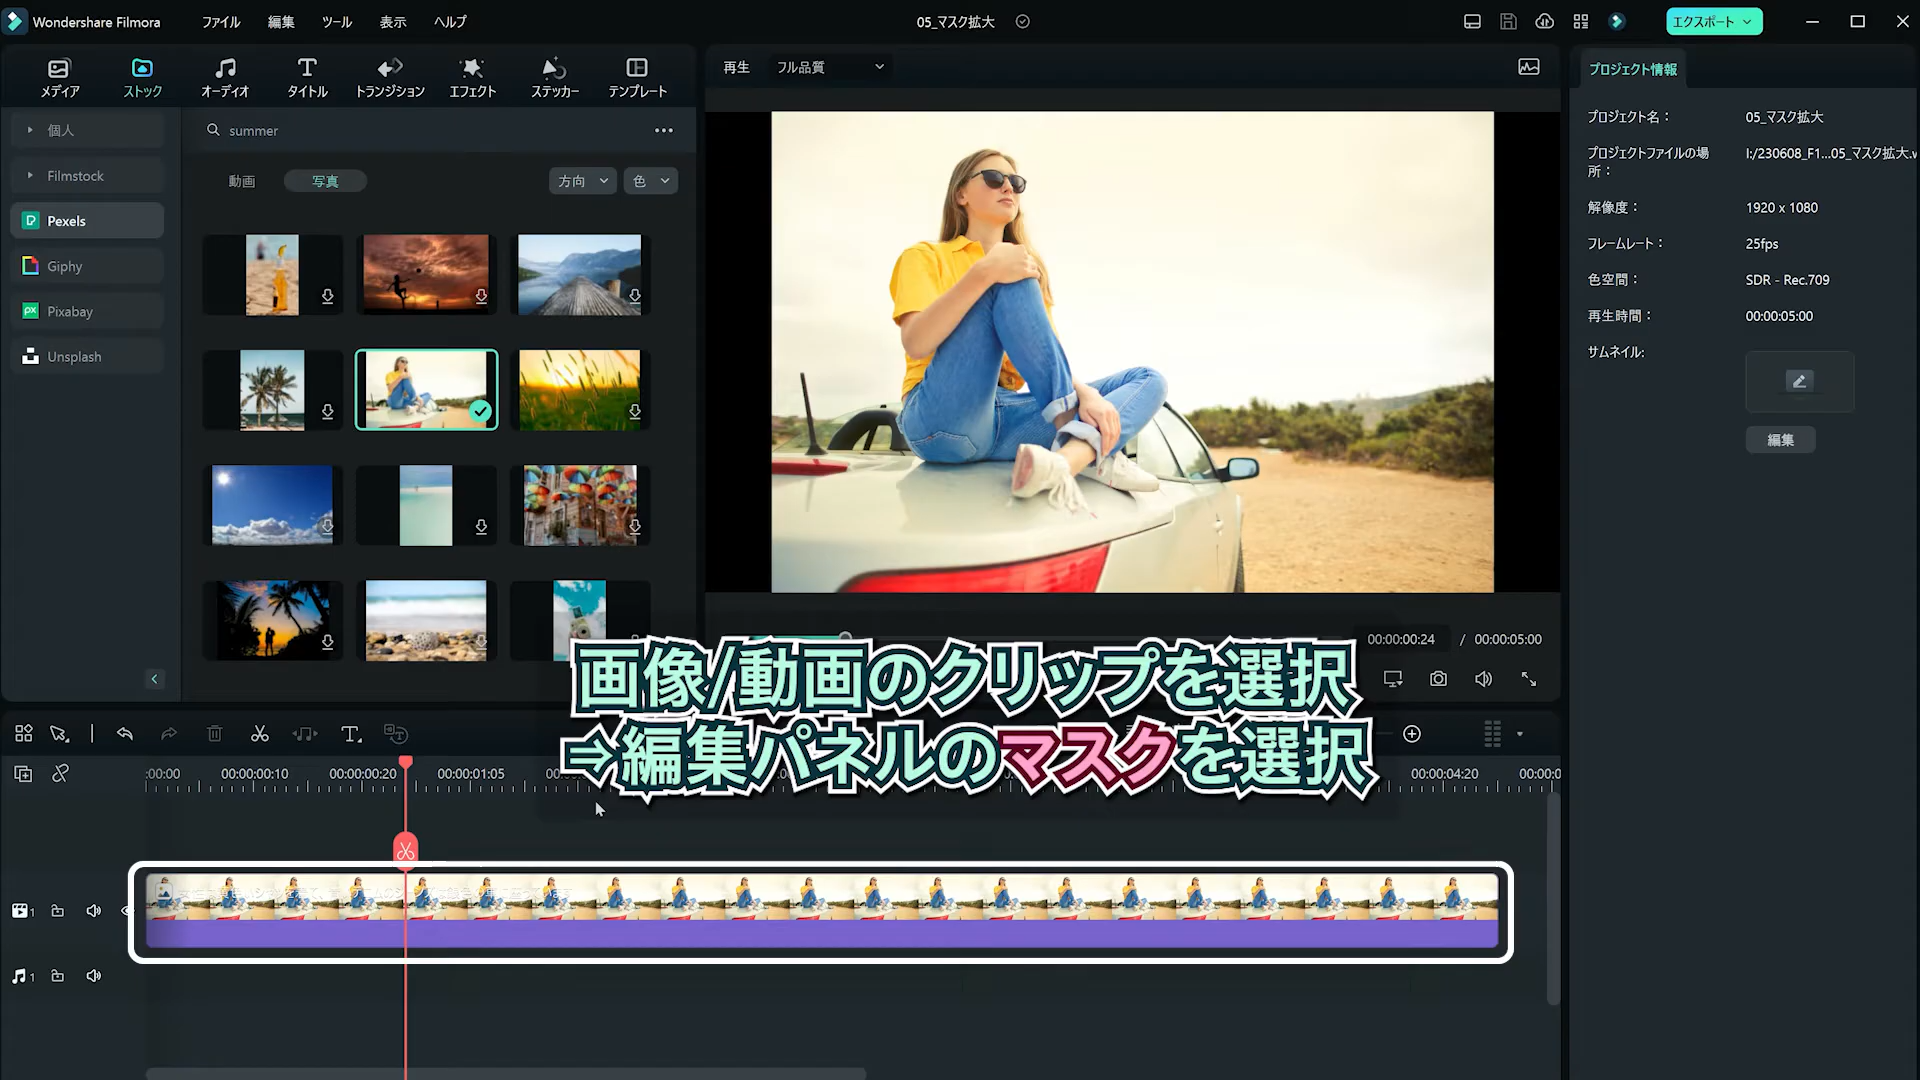 Wondershare Filmora
ファイル
編集
ツール
表示
ヘルプ
05_マスク拡大
エクスポート
メディア
ストック
オーディオ
タイトル
トランジション
エフェクト
ステッカー
テンプレート
再生
フル品質
プロジェクト情報
個人
Filmstock
Pexels
Giphy
Pixabay
Unsplash
summer
動画
写真
方向
色
プロジェクト名：
05_マスク拡大
プロジェクトファイルの場所：
I:/230608_F1...05_マスク拡大.w
解像度：
1920 x 1080
フレームレート：
25fps
色空間：
SDR - Rec.709
再生時間：
00:00:05:00
サムネイル:
編集
00:00:00:24 / 00:00:05:00
画像/動画のクリップを選択
⇒編集パネルのマスクを選択
:00:00
00:00:00:10
00:00:00:20
00:00:01:05
00:00:04:20
00:00:0
1
1